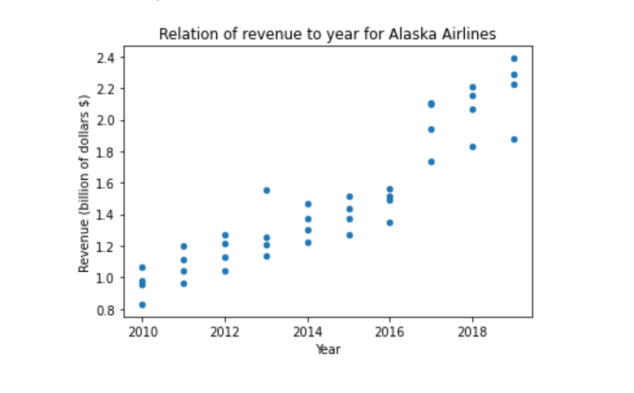 Relation of revenue to year for Alaska Airlines
Revenue (billion of dollars $)
2.4
2.2
2.0
1.8
1.6
1.4
1.2
1.0
0.8
2010 2012 2014 2016 2018
Year